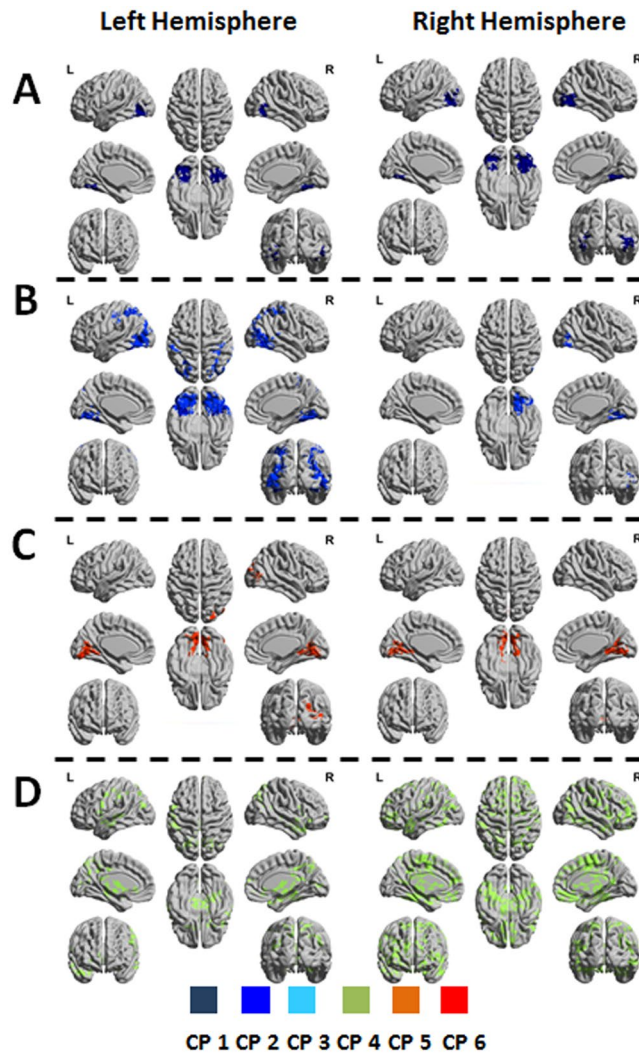 Left Hemisphere Right Hemisphere
L R R
A
B
L R L R
C
L R L R
D
L R L R
CP 1 CP 2 CP 3 CP 4 CP 5 CP 6